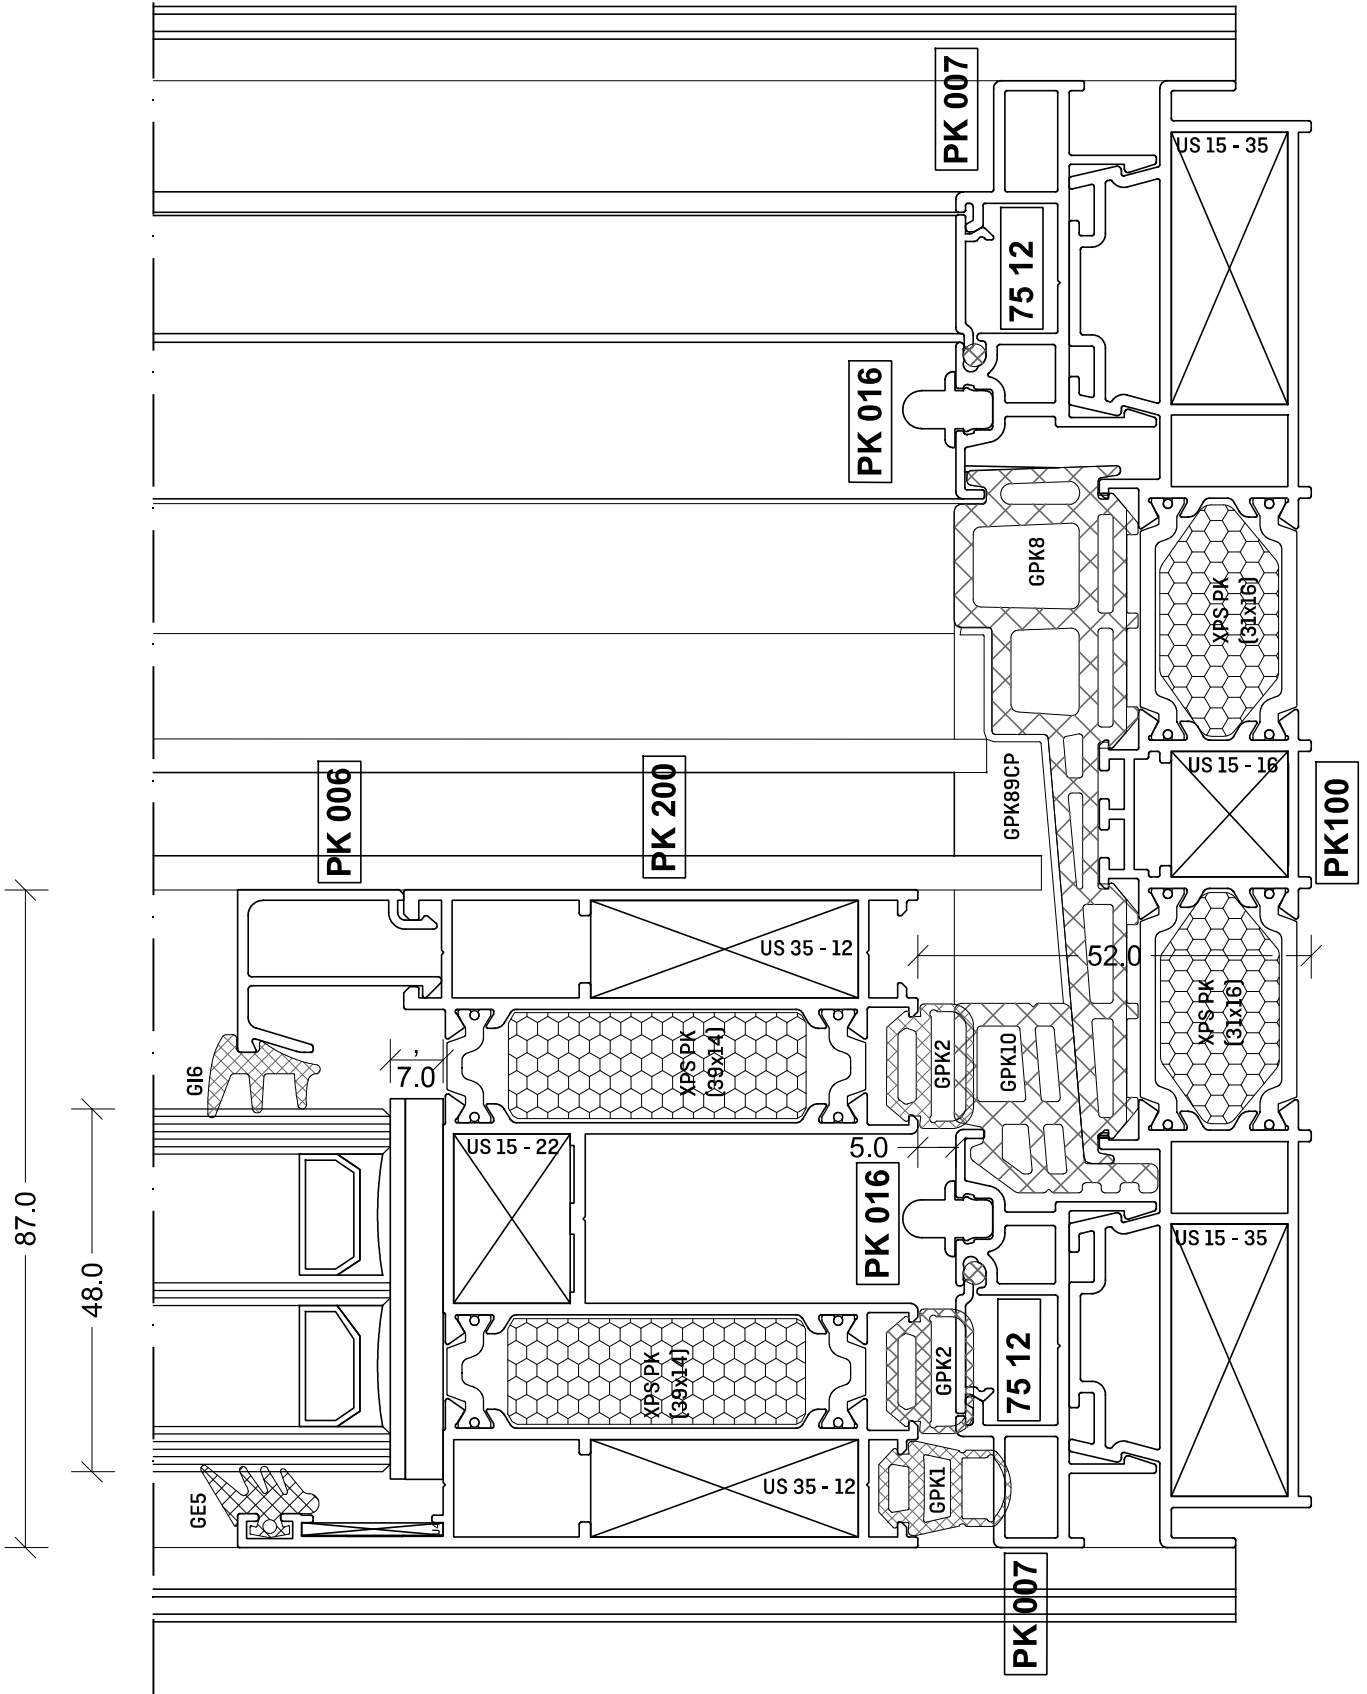 PK 007
US 15 - 35
75 12
PK 016
GPK8
XPS PK
(31x16)
PK 006
PK 200
GPK89CP
US 15 - 16
PK100
US 35 - 12
52.0
XPS PK
(31x16)
GI6
7.0
XPS PK
(39x14)
GPK2
GPK10
87.0
48.0
US 15 - 22
5.0
PK 016
US 15 - 35
XPS PK
(39x14)
GPK2
75 12
GE5
US 35 - 12
GPK1
PK 007